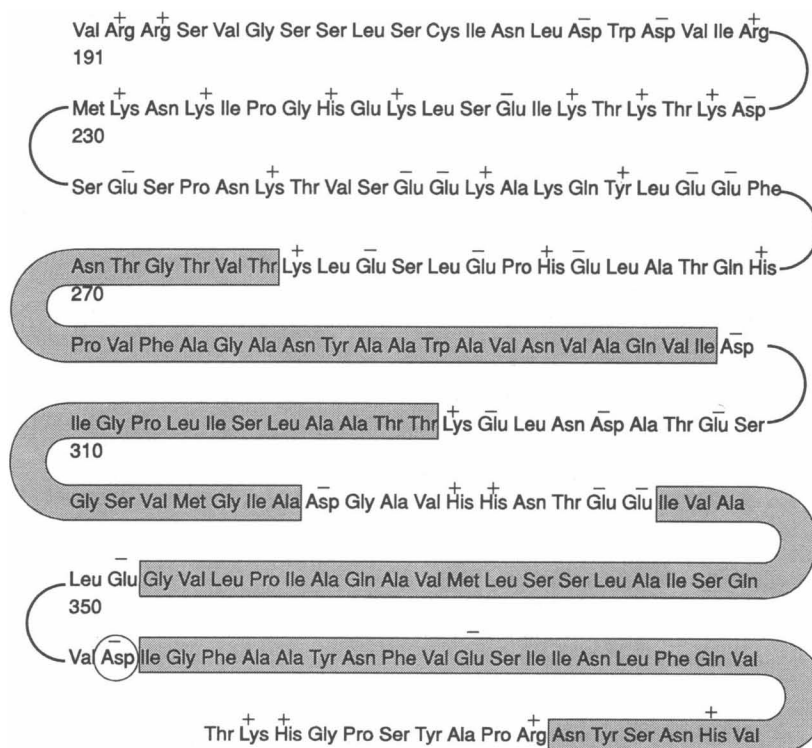 + + − − +
Val Arg Arg Ser Val Gly Ser Ser Leu Ser Cys Ile Asn Leu Asp Trp Asp Val Ile Arg
191
+ + + + − + + + −
Met Lys Asn Lys Ile Pro Gly His Glu Lys Leu Ser Glu Ile Lys Thr Lys Thr Lys Asp
230
− + − − + + − −
Ser Glu Ser Pro Asn Lys Thr Val Ser Glu Glu Lys Ala Lys Gln Tyr Leu Glu Glu Phe
+ − − + − +
Asn Thr Gly Thr Val Thr Lys Leu Glu Ser Leu Glu Pro His Glu Leu Ala Thr Gln His
270
−
Pro Val Phe Ala Gly Ala Asn Tyr Ala Ala Trp Ala Val Asn Val Ala Gln Val Ile Asp
+ − − −
Ile Gly Pro Leu Ile Ser Leu Ala Ala Thr Thr Lys Glu Leu Asn Asp Ala Thr Glu Ser
310
− + + − −
Gly Ser Val Met Gly Ile Ala Asp Gly Ala Val His His Asn Thr Glu Glu Ile Val Ala
−
Leu Glu Gly Val Leu Pro Ile Ala Gln Ala Val Met Leu Ser Ser Leu Ala Ile Ser Gln
350
− −
Val Asp Ile Gly Phe Ala Ala Tyr Asn Phe Val Glu Ser Ile Ile Asn Leu Phe Gln Val
+ + + +
Thr Lys His Gly Pro Ser Tyr Ala Pro Arg Asn Tyr Ser Asn His Val